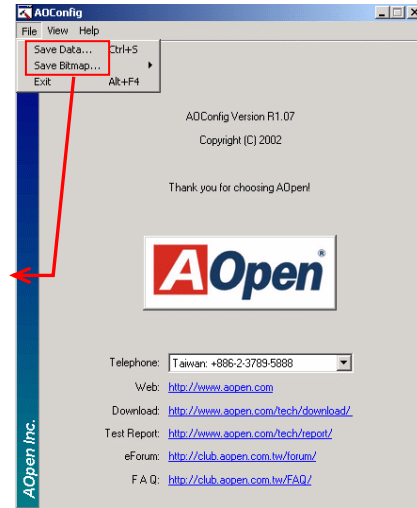 AOConfig
File View Help
Save Data... Ctrl+S
Save Bitmap...
Exit Alt+F4
AOConfig Version R1.07
Copyright (C) 2002
Thank you for choosing AOpen!
AOpen®
Telephone: Taiwan: +886-2-3789-5888
Web: http://www.aopen.com
Download: http://www.aopen.com/tech/download/
Test Report: http://www.aopen.com/tech/report/
eForum: http://club.aopen.com.tw/forum/
F A Q: http://club.aopen.com.tw/FAQ/
AOpen Inc.